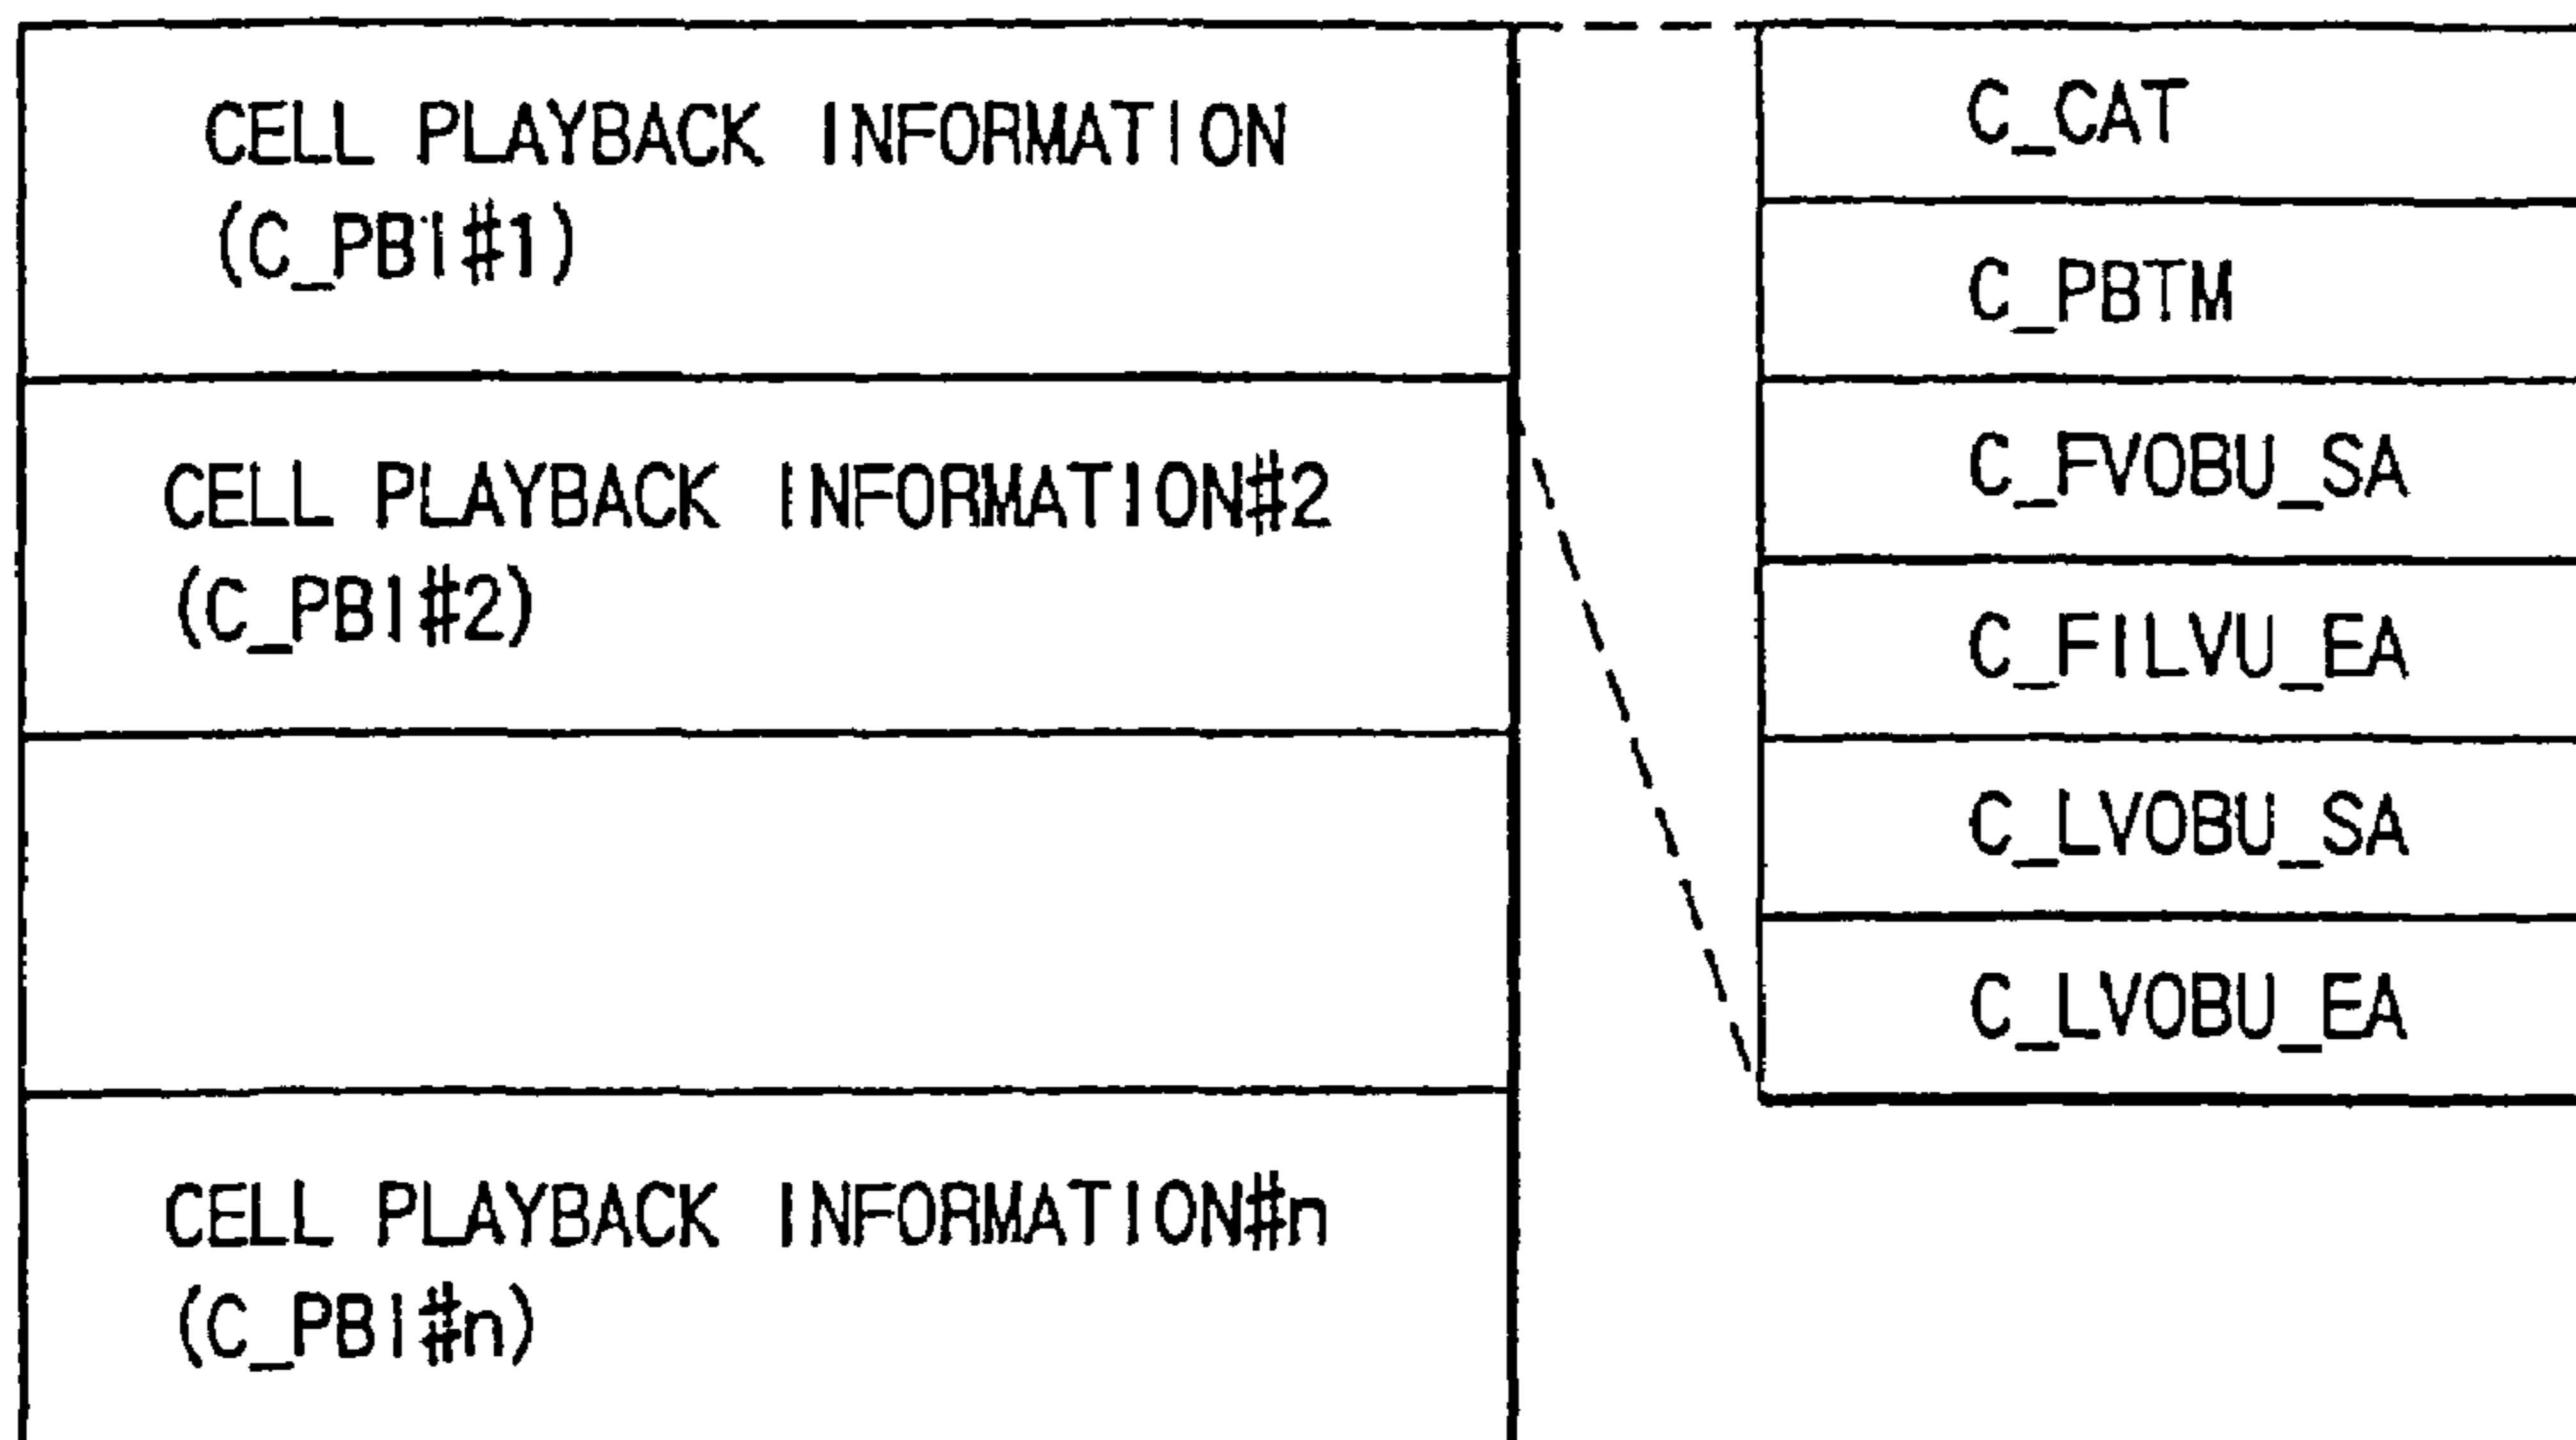 CELL PLAYBACK INFORMATION
(C_PBI#1)
CELL PLAYBACK INFORMATION#2
(C_PBI#2)
CELL PLAYBACK INFORMATION#n
(C_PBI#n)
C_CAT
C_PBTM
C_FVOBU_SA
C_FILVU_EA
C_LVOBU_SA
C_LVOBU_EA